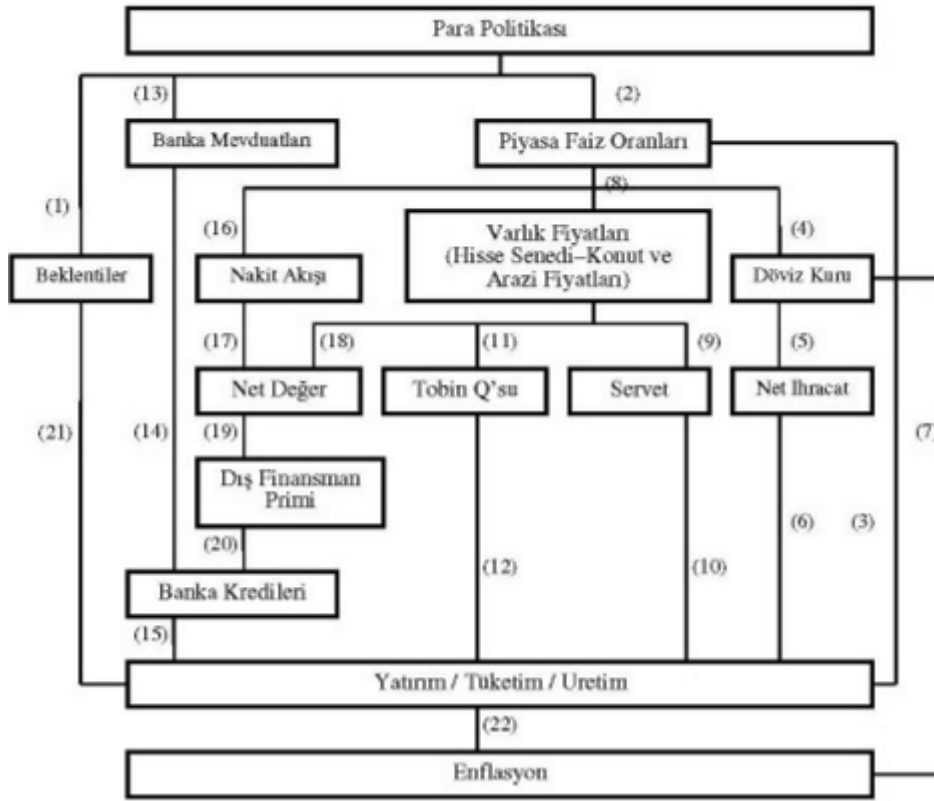 Para Politikası
(13)
(2)
Banka Mevduatları
Piyasa Faiz Oranları
(1)
(8)
(16)
(4)
Varlık Fiyatları
(Hisse Senedi–Konut ve
Arazi Fiyatları)
Beklentiler
Nakit Akışı
Döviz Kuru
(17)
(18)
(11)
(9)
(5)
Net Değer
Tobin Q’su
Servet
Net Ihracat
(21)
(14)
(19)
(7)
Dış Finansman
Primi
(6)
(3)
(20)
(12)
(10)
Banka Kredileri
(15)
Yatırım / Tüketim / Uretim
(22)
Enflasyon